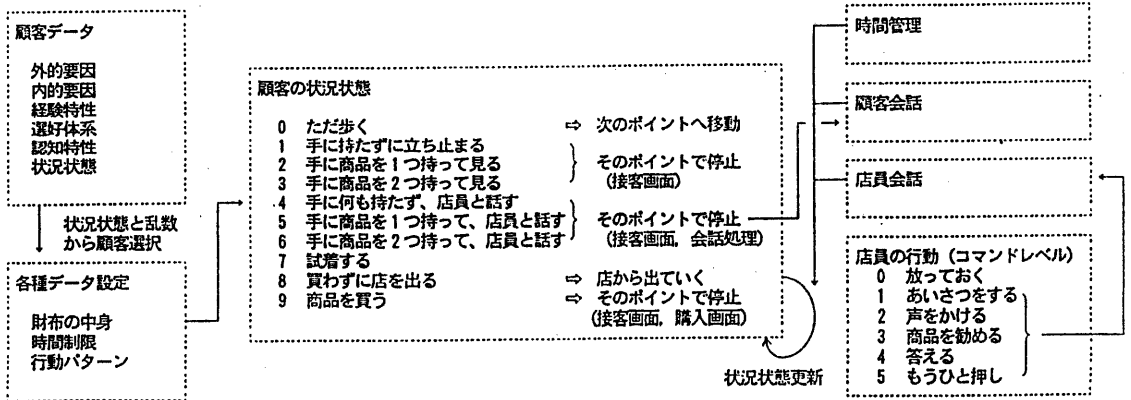 顧客データ
外的要因
内的要因
経験特性
選好体系
認知特性
状況状態
状況状態と乱数
から顧客選択
各種データ設定
財布の中身
時間制限
行動パターン
顧客の状況状態
0 ただ歩く ⇨ 次のポイントへ移動
1 手に持たずに立ち止まる
2 手に商品を1つ持って見る
3 手に商品を2つ持って見る
そのポイントで停止
(接客画面)
4 手に何も持たず、店員と話す
5 手に商品を1つ持って、店員と話す
6 手に商品を2つ持って、店員と話す
そのポイントで停止
(接客画面, 会話処理)
7 試着する
8 買わずに店を出る ⇨ 店から出ていく
9 商品を買う ⇨ そのポイントで停止
(接客画面, 購入画面)
状況状態更新
時間管理
顧客会話
店員会話
店員の行動(コマンドレベル)
0 放っておく
1 あいさつをする
2 声をかける
3 商品を勧める
4 答える
5 もうひと押し